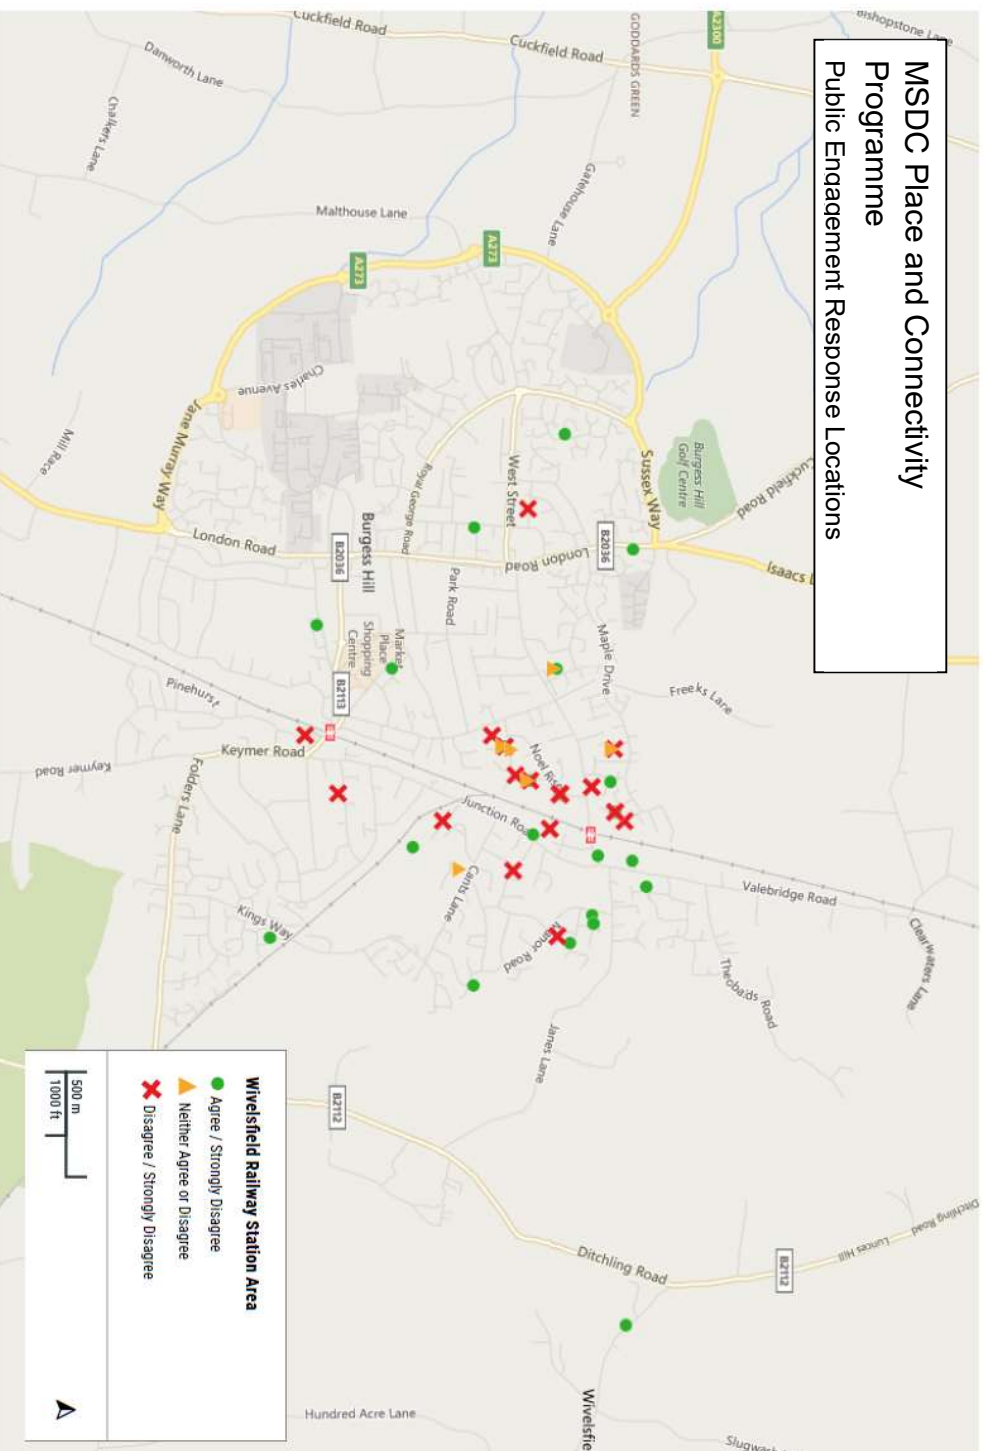 MSDC Place and Connectivity
Programme
Public Engagement Response Locations
Cuckfield Road
Cuckfield Road
GODDARDS GREEN
A2300
Bishopstone Lane
Danworth Lane
Chalkers Lane
Malthouse Lane
Gatehouse Lane
A273
A273
Charles Avenue
Jane Murray Way
Mill Race
Royal George Road
West Street
Sussex Way
Burgess Hill
Golf Centre
Cuckfield Road
Isaacs L
London Road
B2036
Burgess Hill
London Road
B2036
Park Road
Maple Drive
Freeks Lane
Market
Place
Shopping
Centre
B2113
Pinehurst
Keymer Road
Keymer Road
Folders Lane
Noel Rise
Junction Roa
Cants Lane
Kings Way
Manor Road
Valebridge Road
Theobalds Road
Clearwaters Lane
Janes Lane
B2112
Ditchling Road
B2112
Lunces Hill
Ditchling Road
Wivelsfie
Hundred Acre Lane
Slugwash
Wivelsfield Railway Station Area
Agree / Strongly Disagree
Neither Agree or Disagree
Disagree / Strongly Disagree
500 m
1000 ft